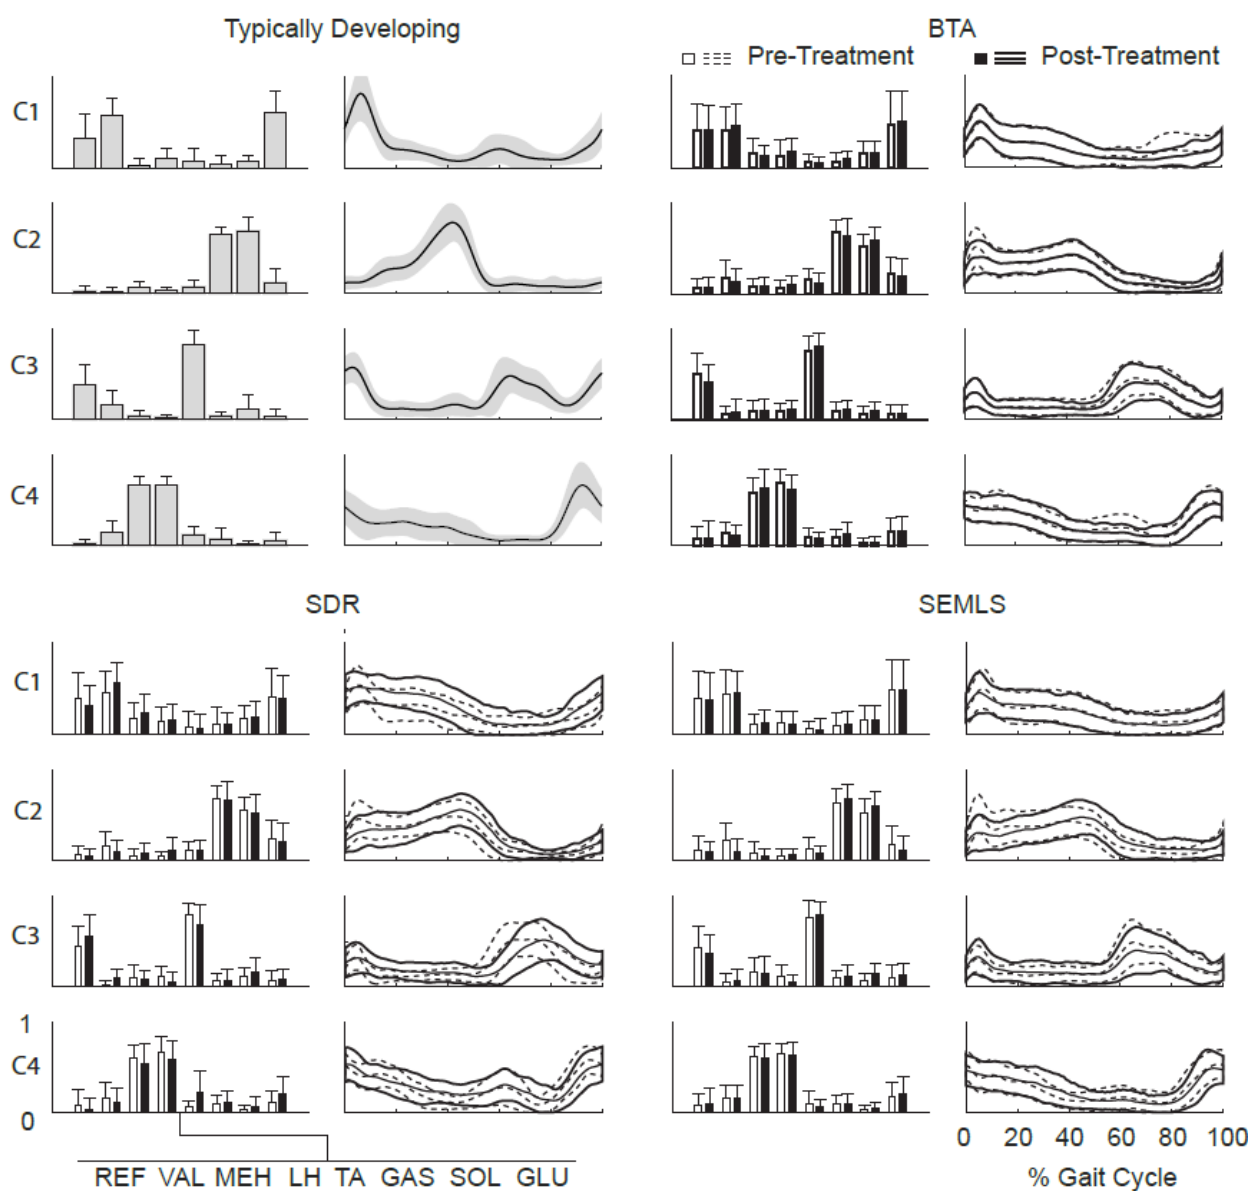 Typically Developing
BTA
Pre-Treatment
Post-Treatment
C1
C2
C3
C4
SDR
SEMLS
C1
C2
C3
1
C4
0
0 20 40 60 80 100
REF VAL MEH LH TA GAS SOL GLU
% Gait Cycle